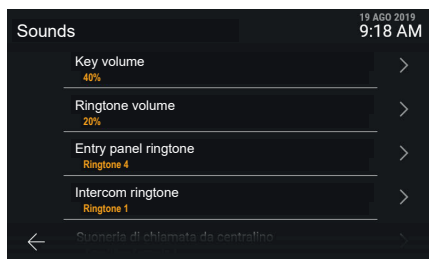 19 AGO 2019
Sounds
9:18 AM
Key volume
40%
Ringtone volume
20%
Entry panel ringtone
Ringtone 4
Intercom ringtone
Ringtone 1
Suoneria di chiamata da centralino